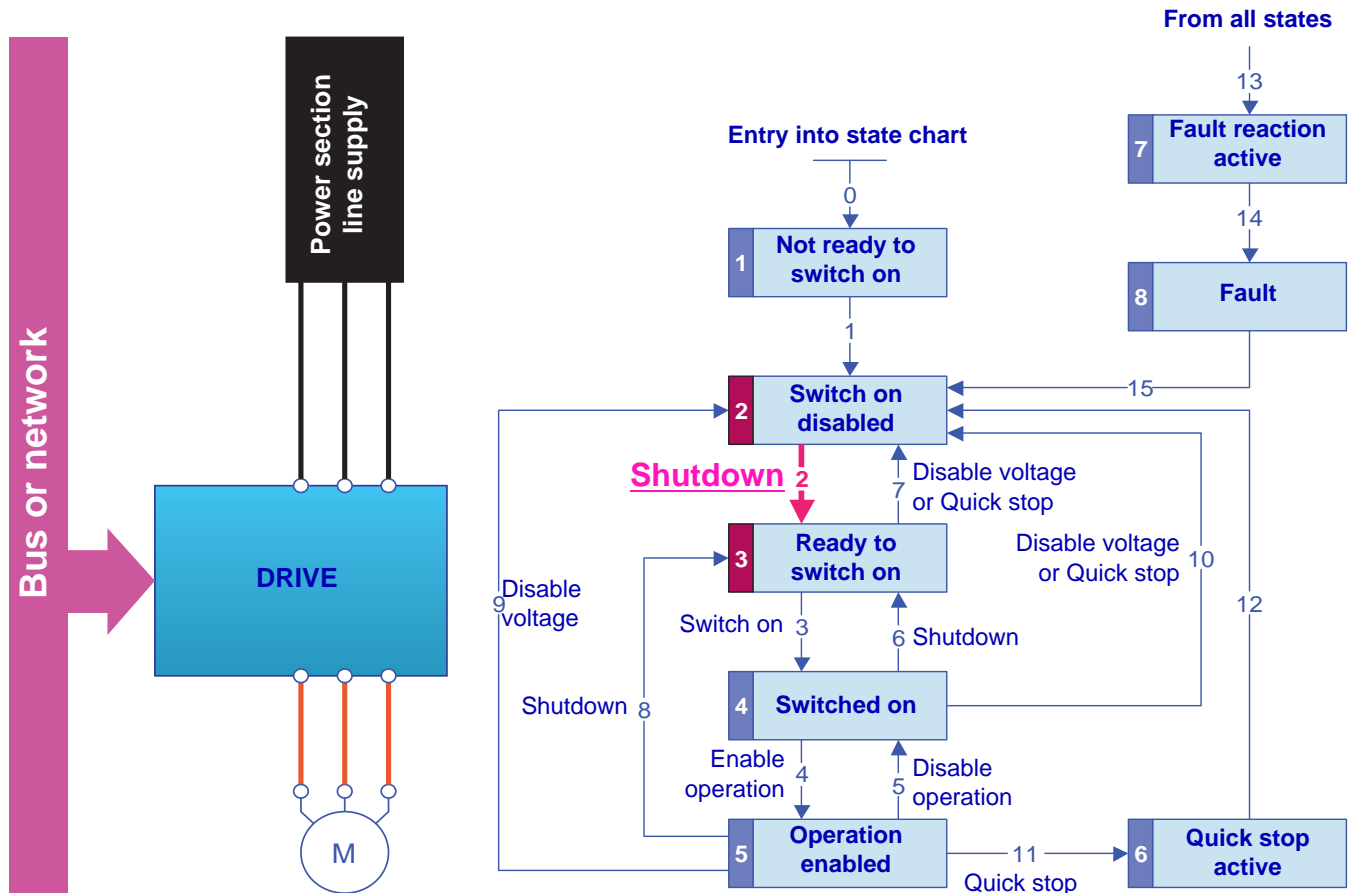 Bus or network
Power section
line supply
DRIVE
M
From all states
13
7
Fault reaction
active
14
8
Fault
15
Entry into state chart
0
1
Not ready to
switch on
1
2
Switch on
disabled
Shutdown
2
7
Disable voltage
or Quick stop
3
Ready to
switch on
Disable voltage
or Quick stop
10
12
9
Disable
voltage
Switch on
3
6
Shutdown
Shutdown
8
4
Switched on
Enable
operation
4
5
Disable
operation
5
Operation
enabled
11
Quick stop
6
Quick stop
active